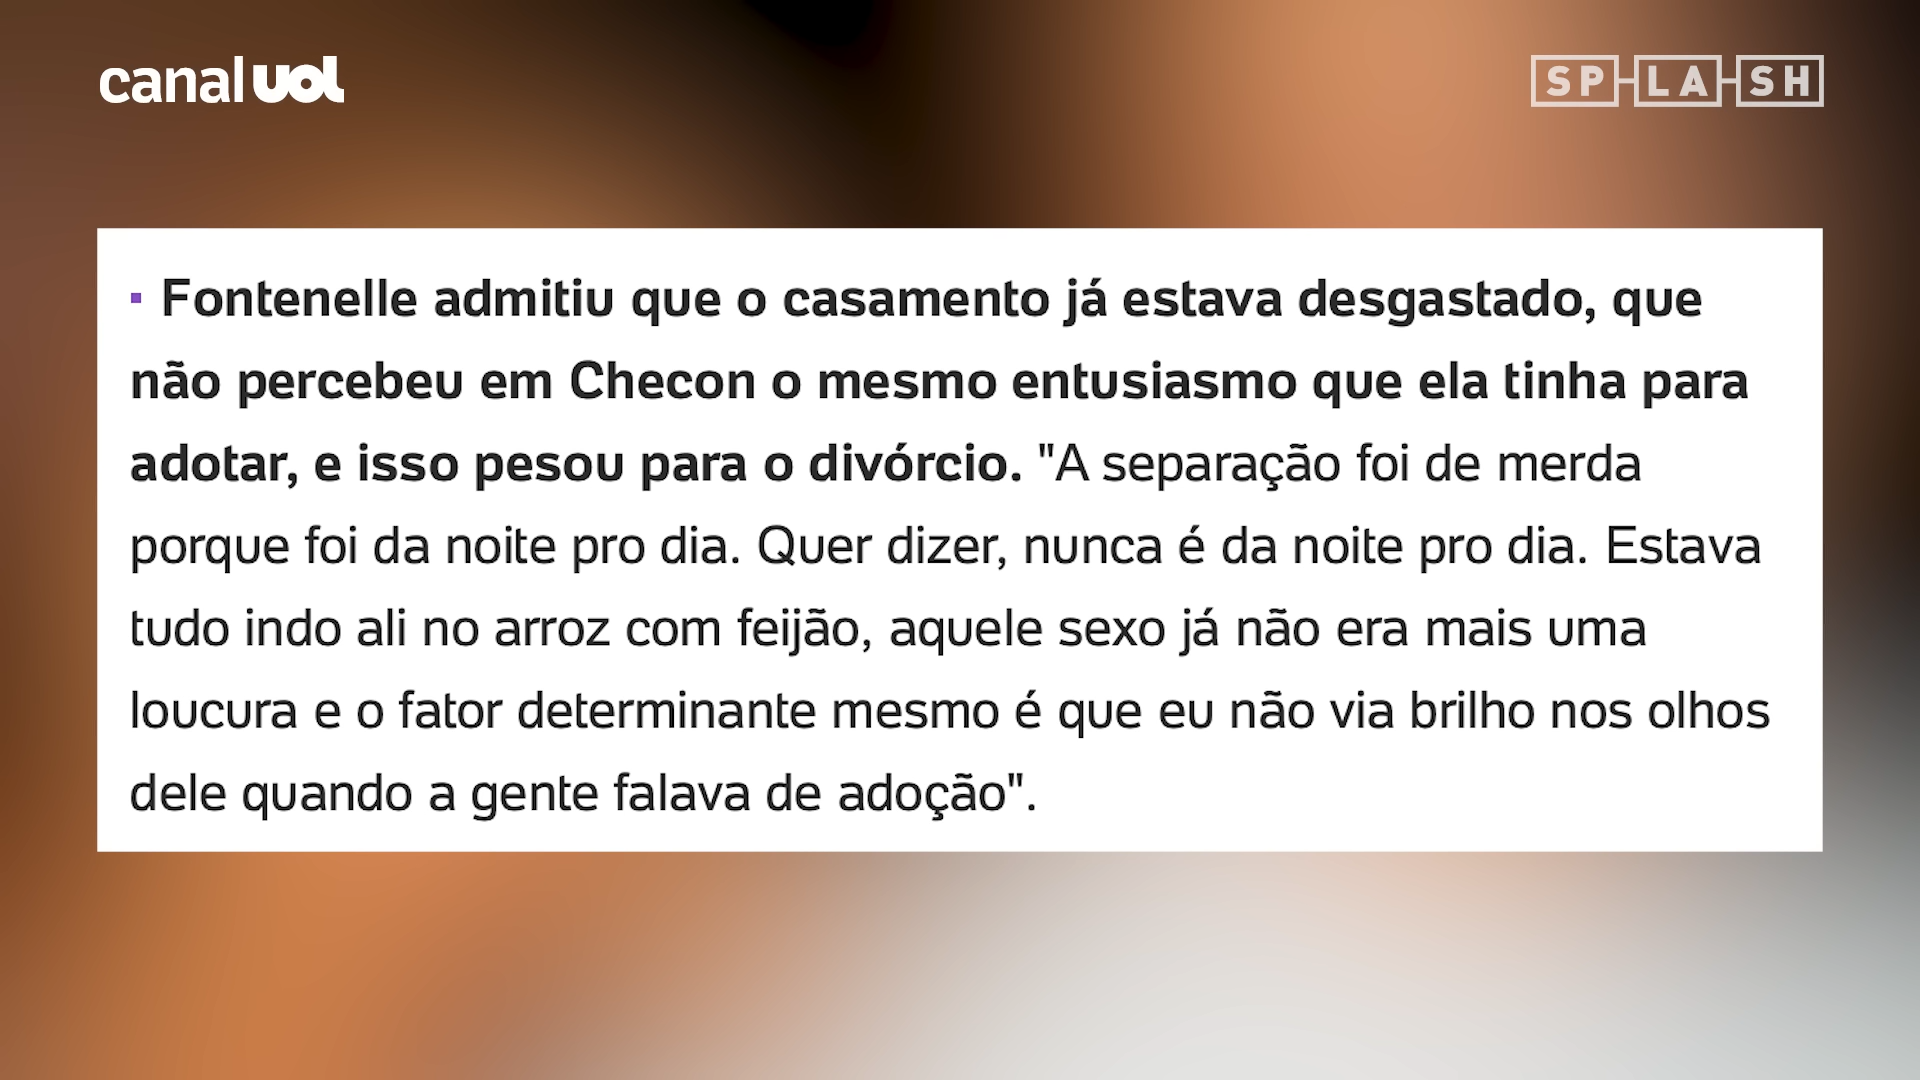 canal uol
SPLASH
▪ Fontenelle admitiu que o casamento já estava desgastado, que
não percebeu em Checon o mesmo entusiasmo que ela tinha para
adotar, e isso pesou para o divórcio. "A separação foi de merda
porque foi da noite pro dia. Quer dizer, nunca é da noite pro dia. Estava
tudo indo ali no arroz com feijão, aquele sexo já não era mais uma
loucura e o fator determinante mesmo é que eu não via brilho nos olhos
dele quando a gente falava de adoção".